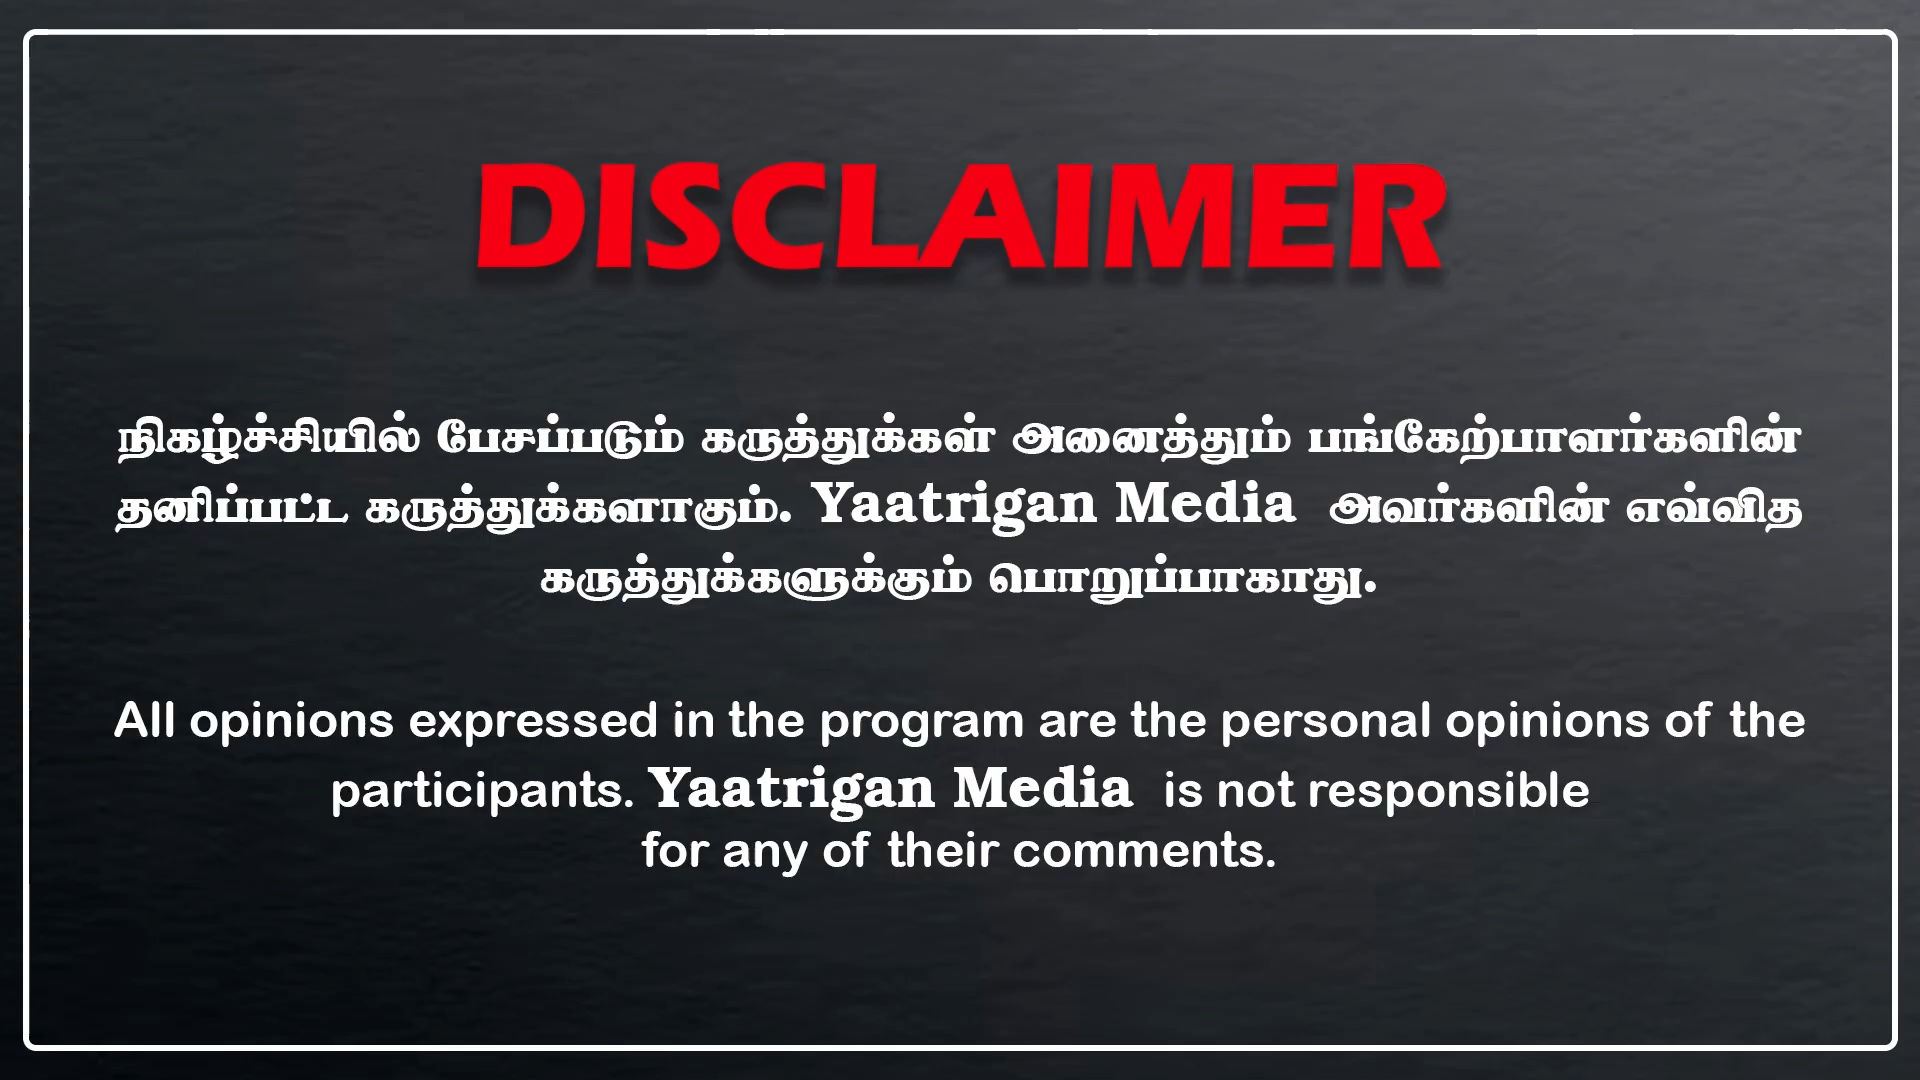 DISCLAIMER
நிகழ்ச்சியில் பேசப்படும் கருத்துக்கள் அனைத்தும் பங்கேற்பாளர்களின்
தனிப்பட்ட கருத்துக்களாகும். Yaatrigan Media அவர்களின் எவ்வித
கருத்துக்களுக்கும் பொறுப்பாகாது.
All opinions expressed in the program are the personal opinions of the
participants. Yaatrigan Media is not responsible
for any of their comments.